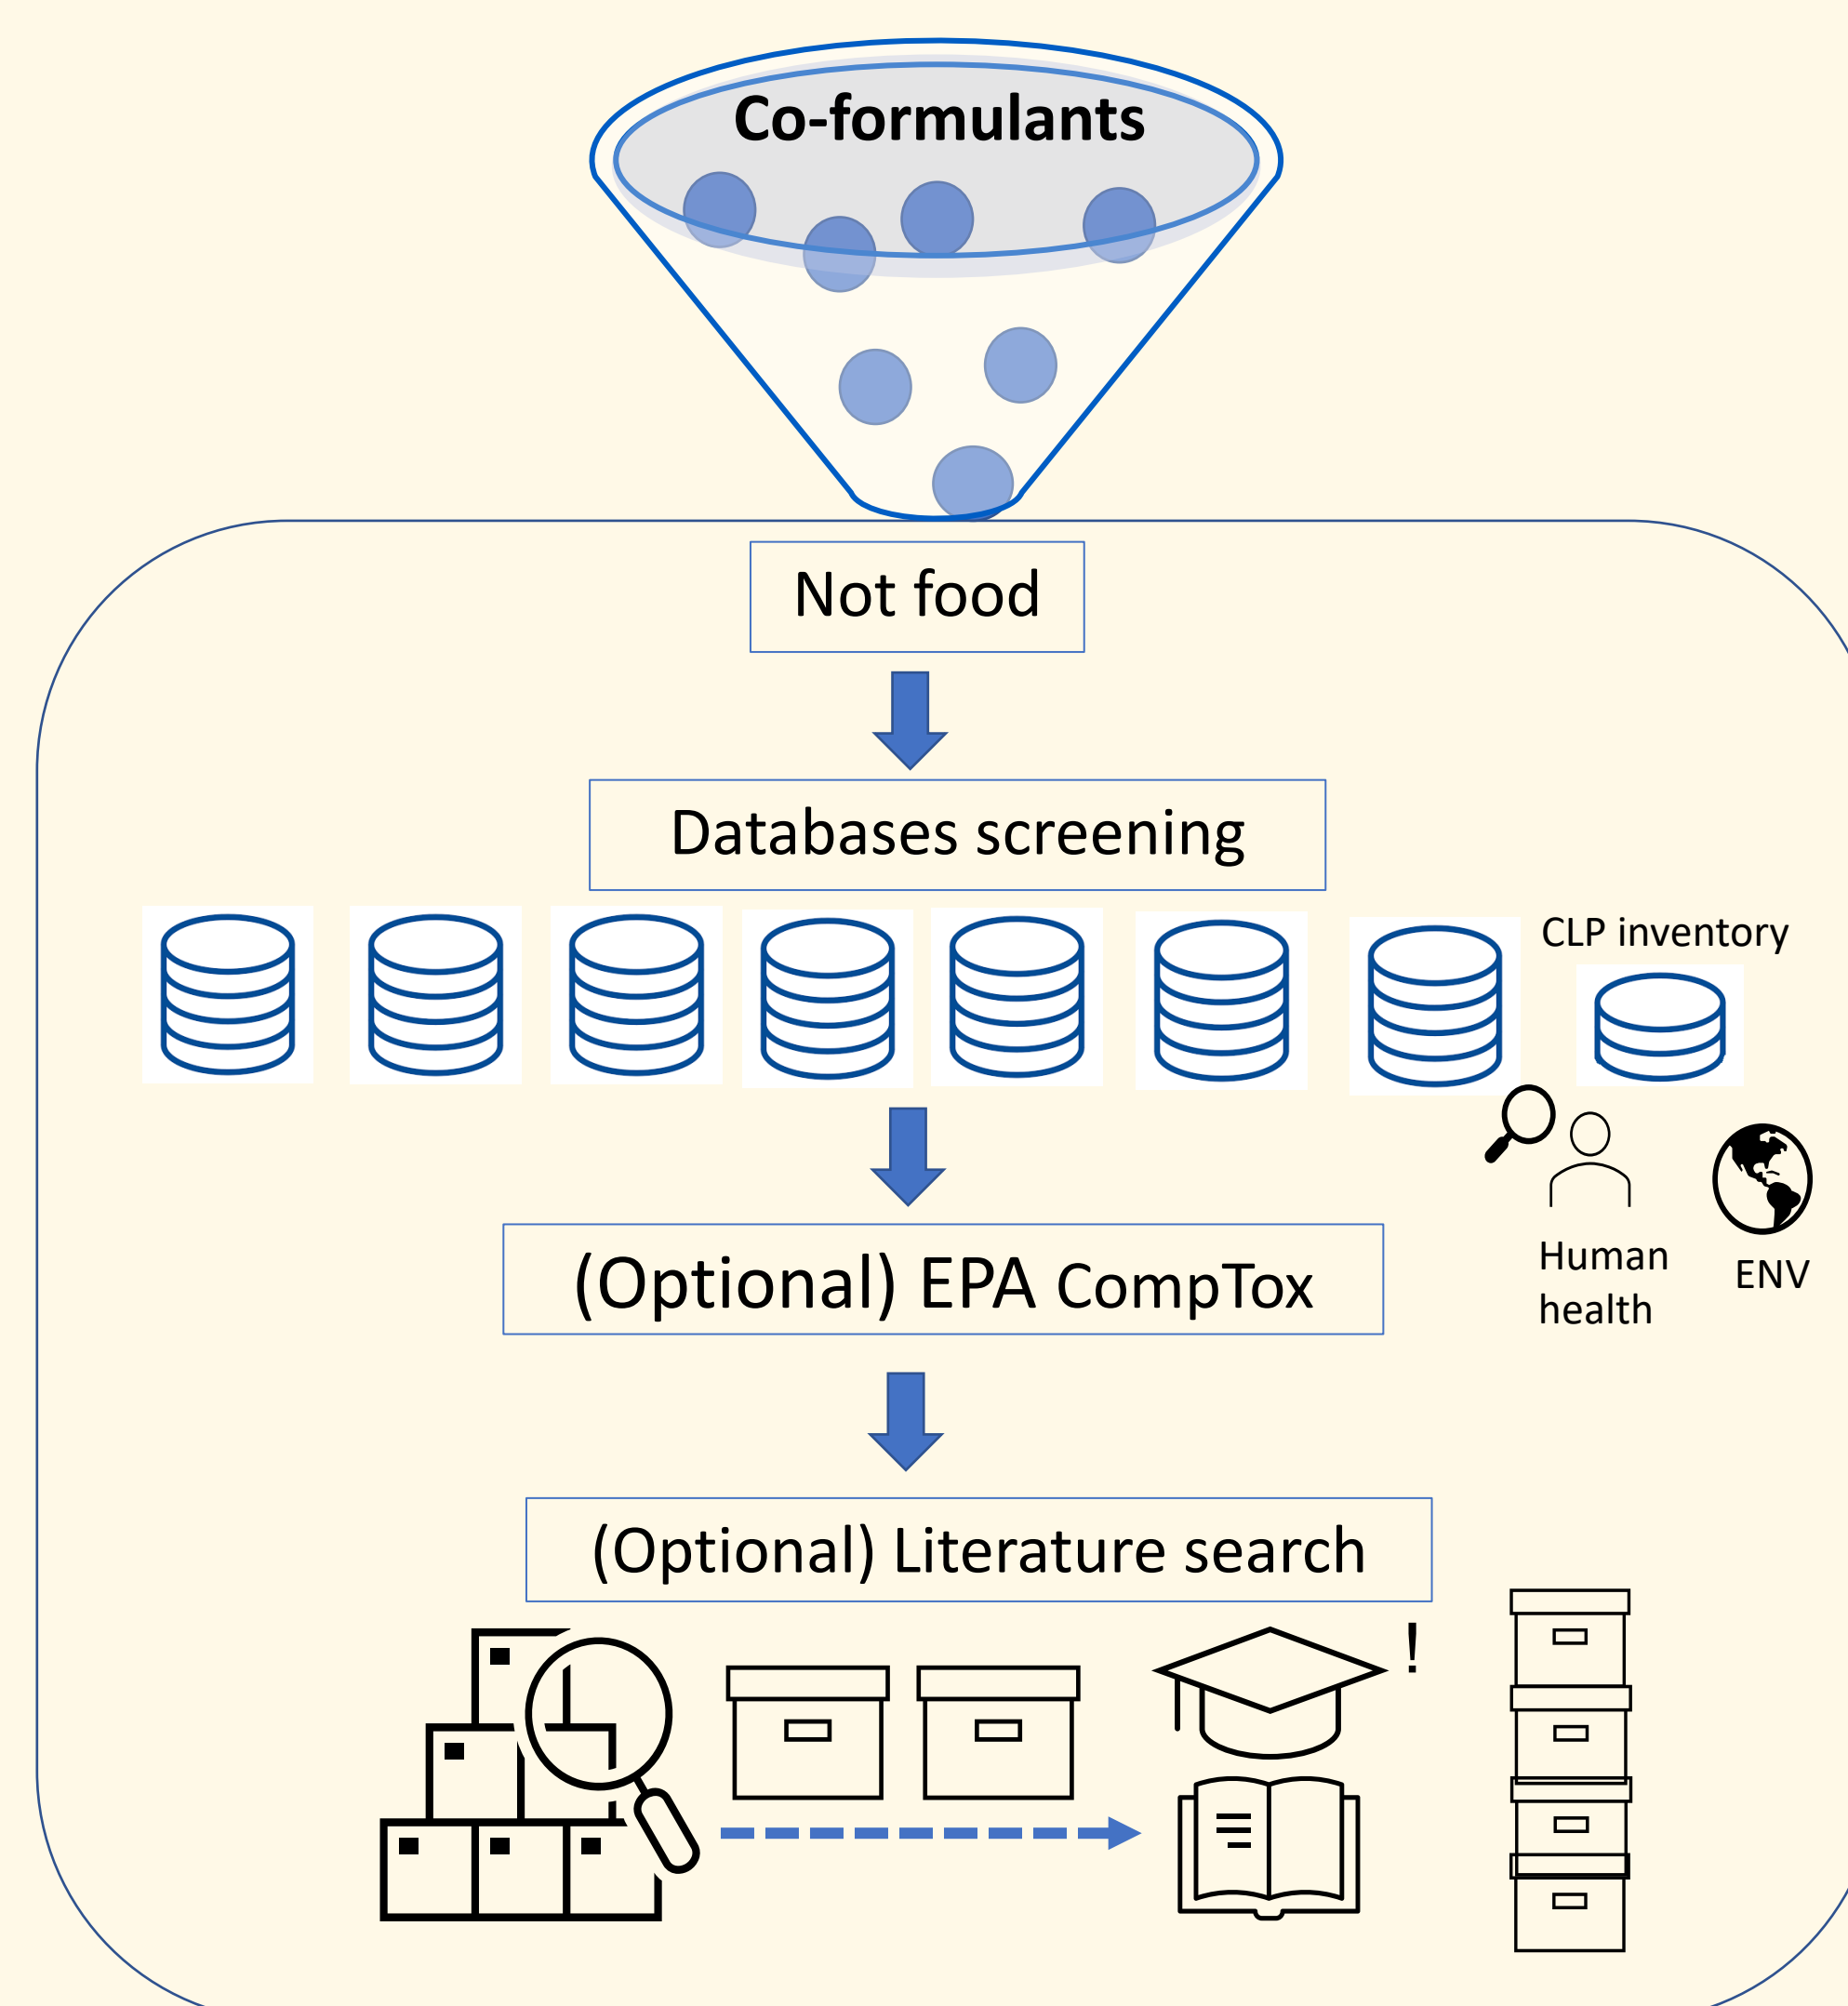 Co-formulants
Not food
Databases screening
CLP inventory
(Optional) EPA CompTox
Human
health
ENV
(Optional) Literature search
!